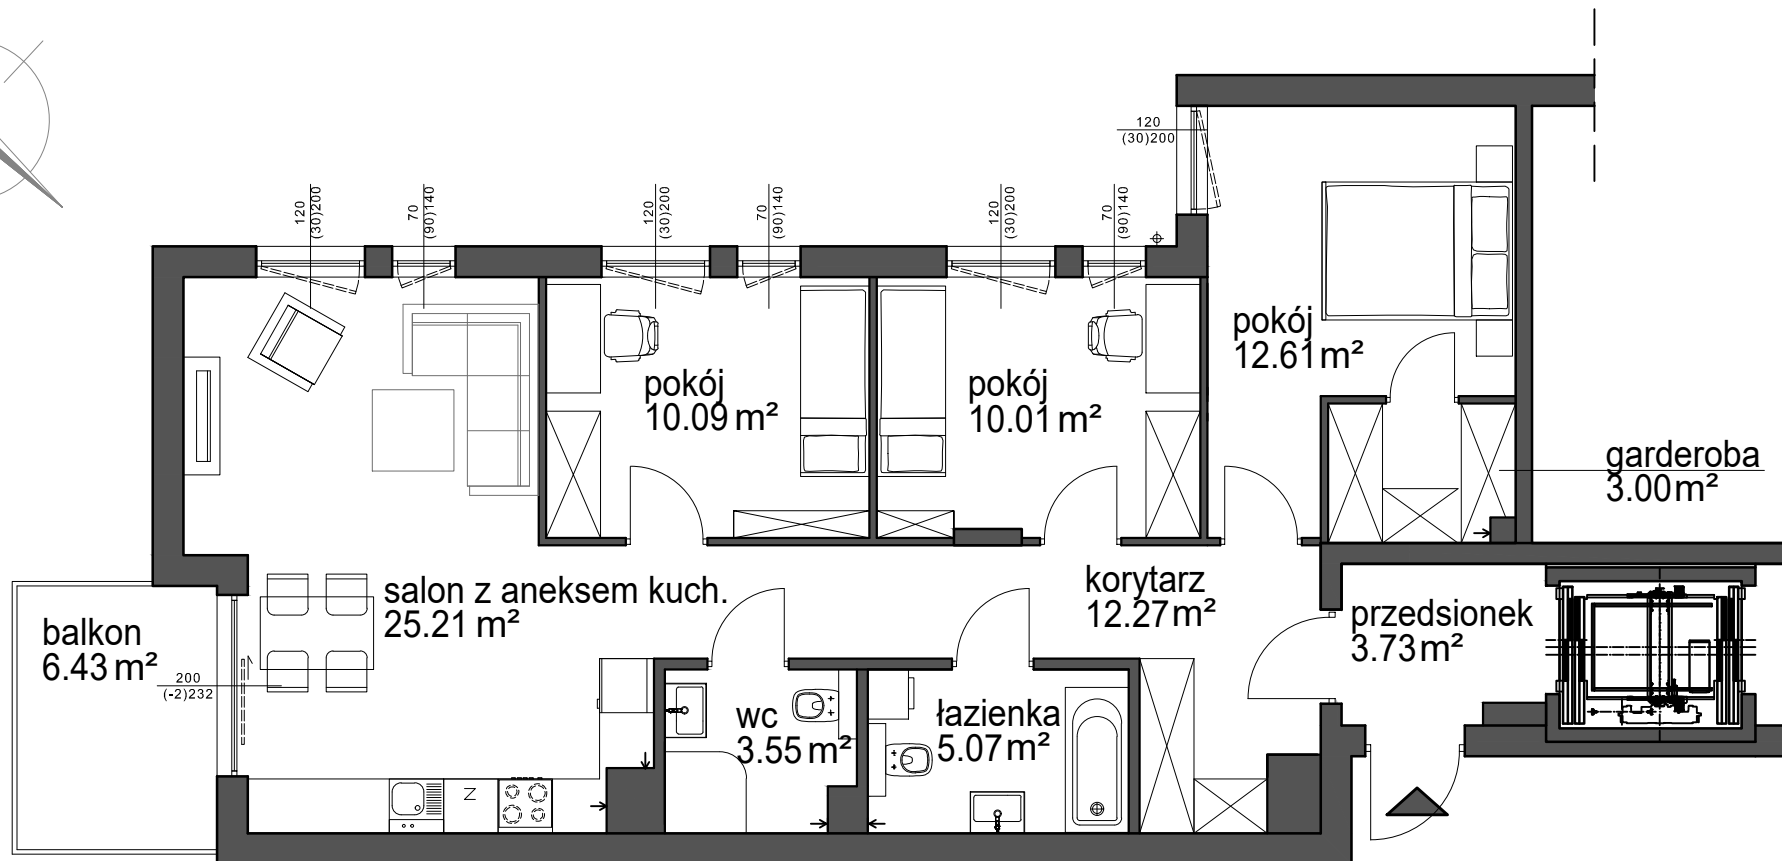 120
(30)200
120
(30)200
70
(90)140
120
(30)200
70
(90)140
120
(30)200
70
(90)140
pokój
12.61 m²
pokój
10.09 m²
pokój
10.01 m²
garderoba
3.00 m²
salon z aneksem kuch.
25.21 m²
korytarz
12.27 m²
przedsionek
3.73 m²
balkon
6.43 m²
200
(-2)232
wc
3.55 m²
łazienka
5.07 m²
Z